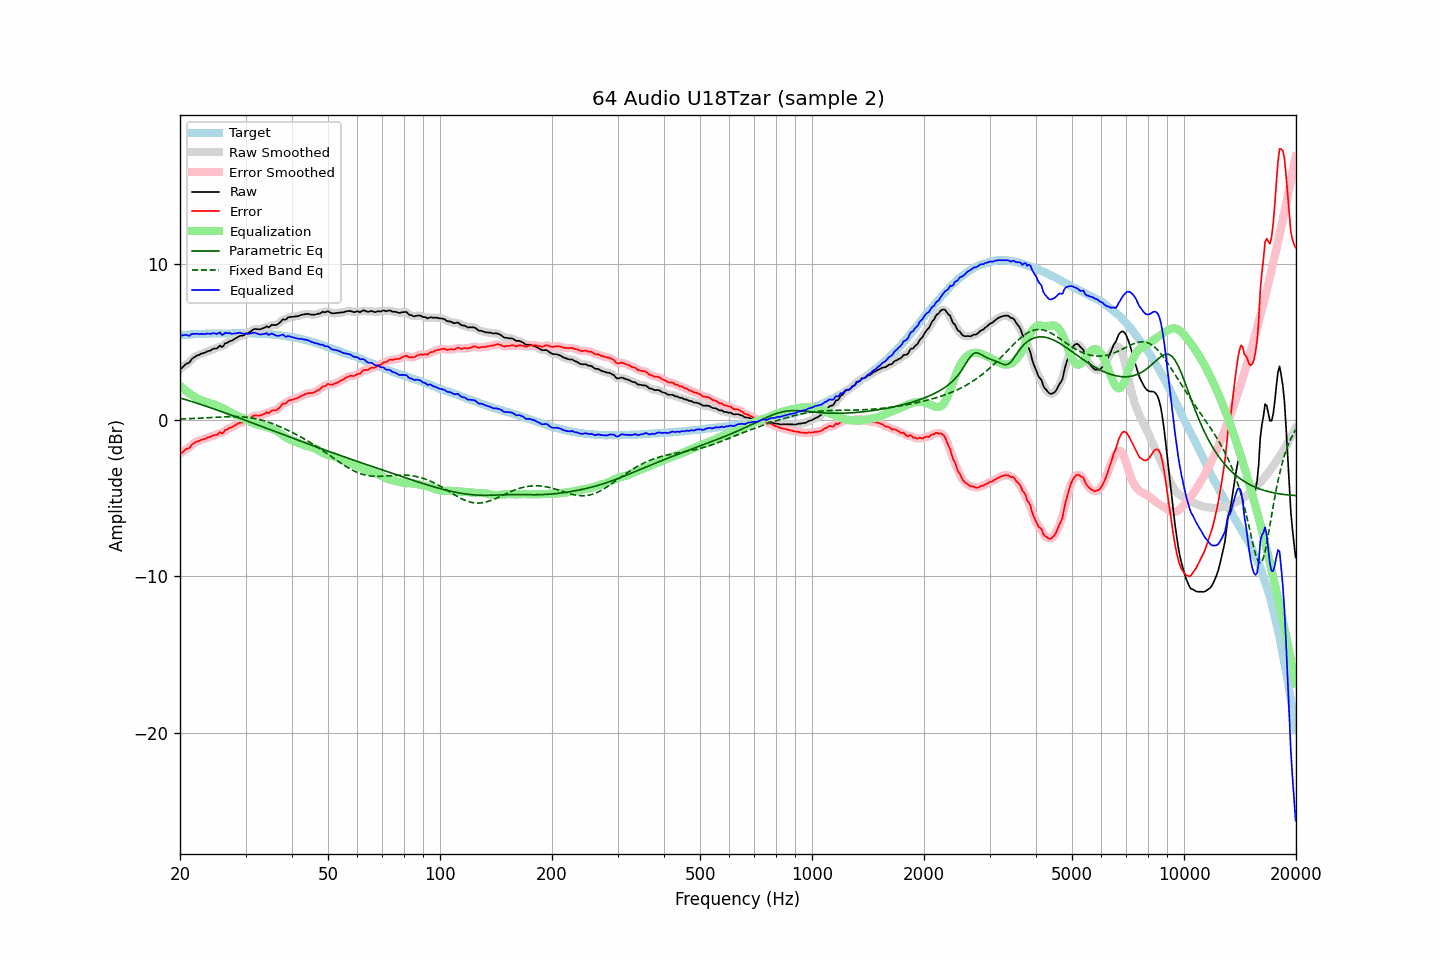 64 Audio U18Tzar (sample 2)
Target
Raw Smoothed
Error Smoothed
Raw
Error
Equalization
Parametric Eq
Fixed Band Eq
Equalized
10
0
−10
−20
Amplitude (dBr)
20
50
100
200
500
1000
2000
5000
10000
20000
Frequency (Hz)